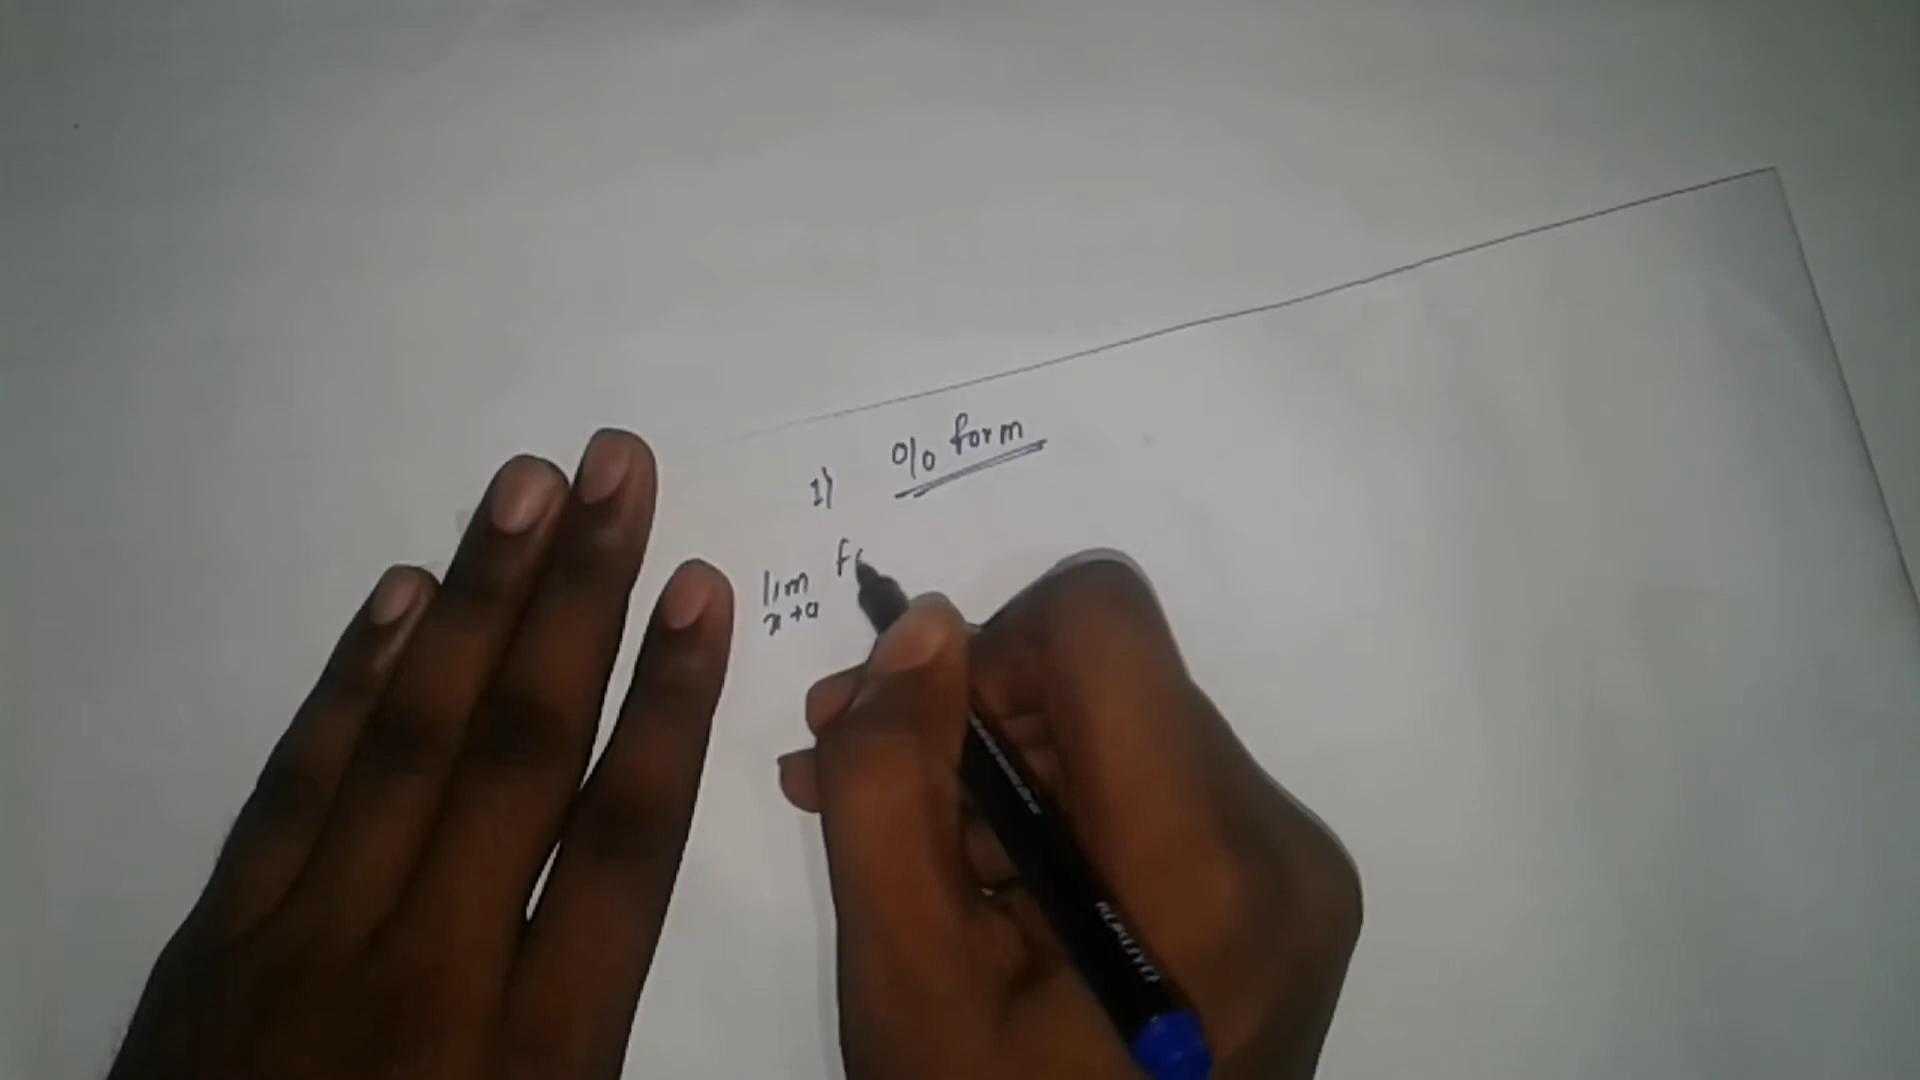 1) 0/0 form
lim f(
x→a